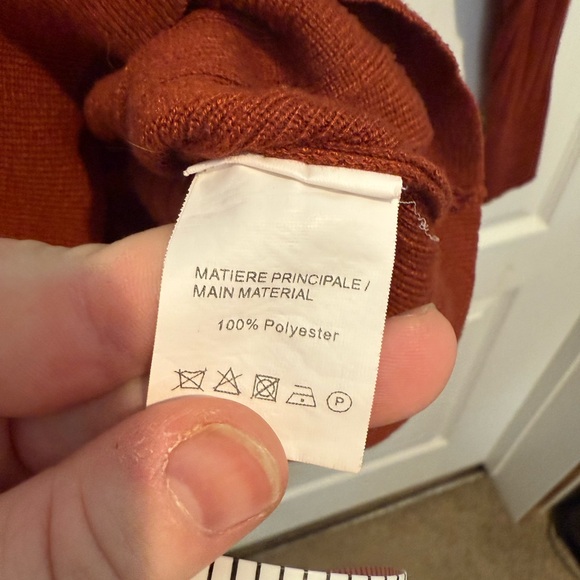 MATIERE PRINCIPALE /
MAIN MATERIAL
100% Polyester
P